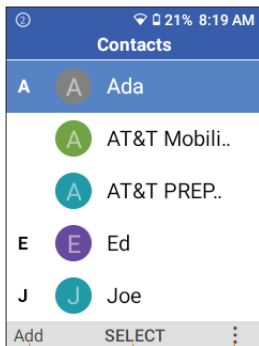 2 21% 8:19 AM
Contacts
A A Ada
A AT&T Mobili..
A AT&T PREP..
E E Ed
J J Joe
Add SELECT